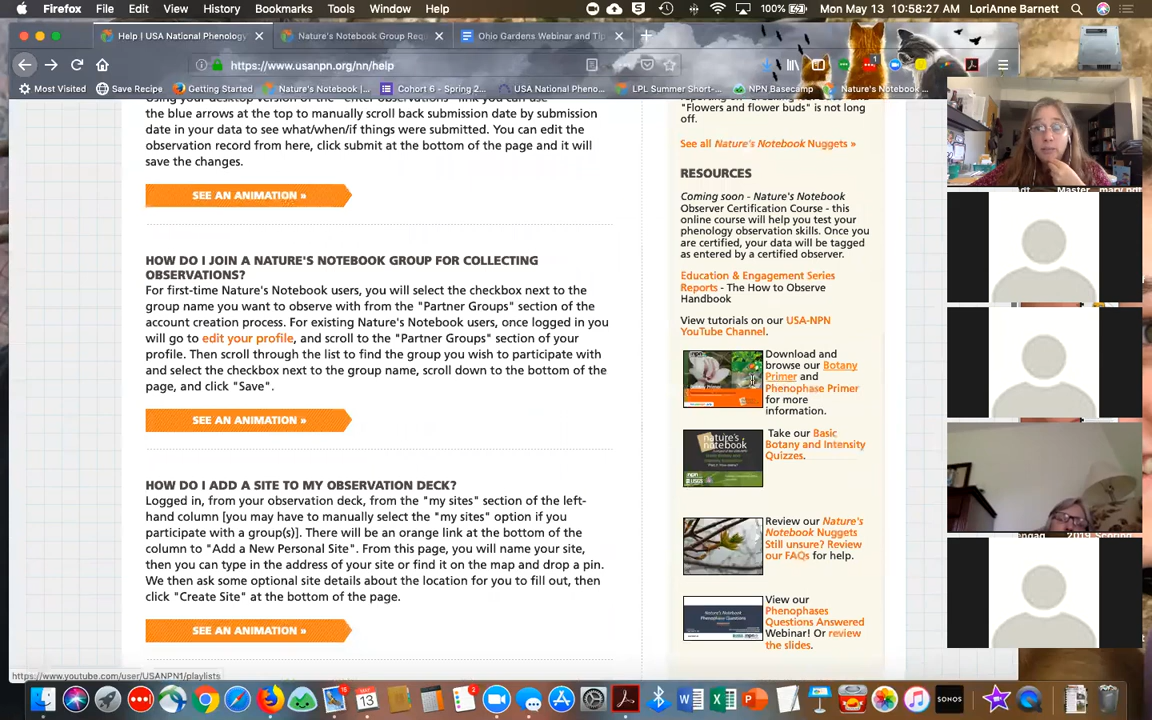 Firefox File Edit View History Bookmarks Tools Window Help 100% Mon May 13 10:58:27 AM LoriAnne Barnett
Help | USA National Phenology Nature's Notebook Group Req Ohio Gardens Webinar and Tip
https://www.usanpn.org/nn/help
Most Visited Save Recipe Getting Started Nature's Notebook |... Cohort 6 Spring 2... USA National Pheno... LPL Summer Short-... NPN Basecamp Nature's Notebook ...
the blue arrows at the top to manually scroll back submission date by submission
date in your data to see what/when/if things were submitted. You can edit the
observation record from here, click submit at the bottom of the page and it will
save the changes.
SEE AN ANIMATION »
HOW DO I JOIN A NATURE'S NOTEBOOK GROUP FOR COLLECTING
OBSERVATIONS?
For first-time Nature's Notebook users, you will select the checkbox next to the
group name you want to observe with from the "Partner Groups" section of the
account creation process. For existing Nature's Notebook users, once logged in you
will go to edit your profile, and scroll to the "Partner Groups" section of your
profile. Then scroll through the list to find the group you wish to participate with
and select the checkbox next to the group name, scroll down to the bottom of the
page, and click "Save".
SEE AN ANIMATION »
HOW DO I ADD A SITE TO MY OBSERVATION DECK?
Logged in, from your observation deck, from the "my sites" section of the left-
hand column [you may have to manually select the "my sites" option if you
participate with a group(s)]. There will be an orange link at the bottom of the
column to "Add a New Personal Site". From this page, you will name your site,
then you can type in the address of your site or find it on the map and drop a pin.
We then ask some optional site details about the location for you to fill out, then
click "Create Site" at the bottom of the page.
SEE AN ANIMATION »
"Flowers and flower buds" is not long
off.
See all Nature's Notebook Nuggets »
RESOURCES
Coming soon - Nature's Notebook
Observer Certification Course - this
online course will help you test your
phenology observation skills. Once you
are certified, your data will be tagged
as entered by a certified observer.
Education & Engagement Series
Reports - The How to Observe
Handbook
View tutorials on our USA-NPN
YouTube Channel.
Download and
browse our Botany
Primer and
Phenophase Primer
for more
information.
Take our Basic
Botany and Intensity
Quizzes.
nature's
notebook
Review our Nature's
Notebook Nuggets
Still unsure? Review
our FAQs for help.
View our
Phenophases
Questions Answered
Webinar! Or review
the slides.
Nature's Notebook
Phenophase Questions
https://www.youtube.com/user/USANPN1/playlists
SONOS